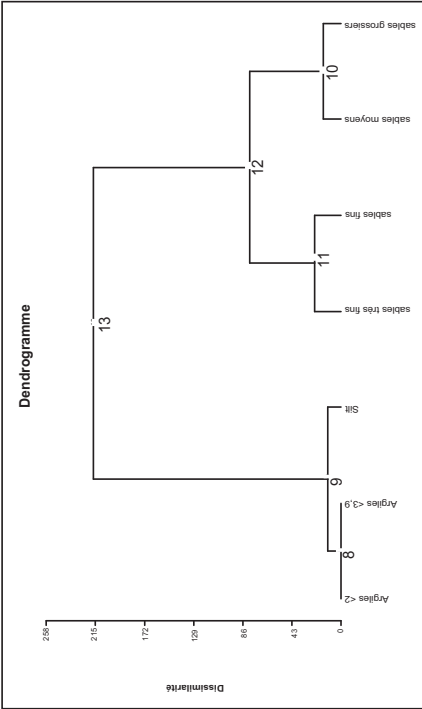 Dendrogramme
258
215
172
129
86
43
0
Dissimilarité
13
12
11
10
9
8
Argiles <2
Argiles <3,9
Silt
sables très fins
sables fins
sables moyens
sables grossiers